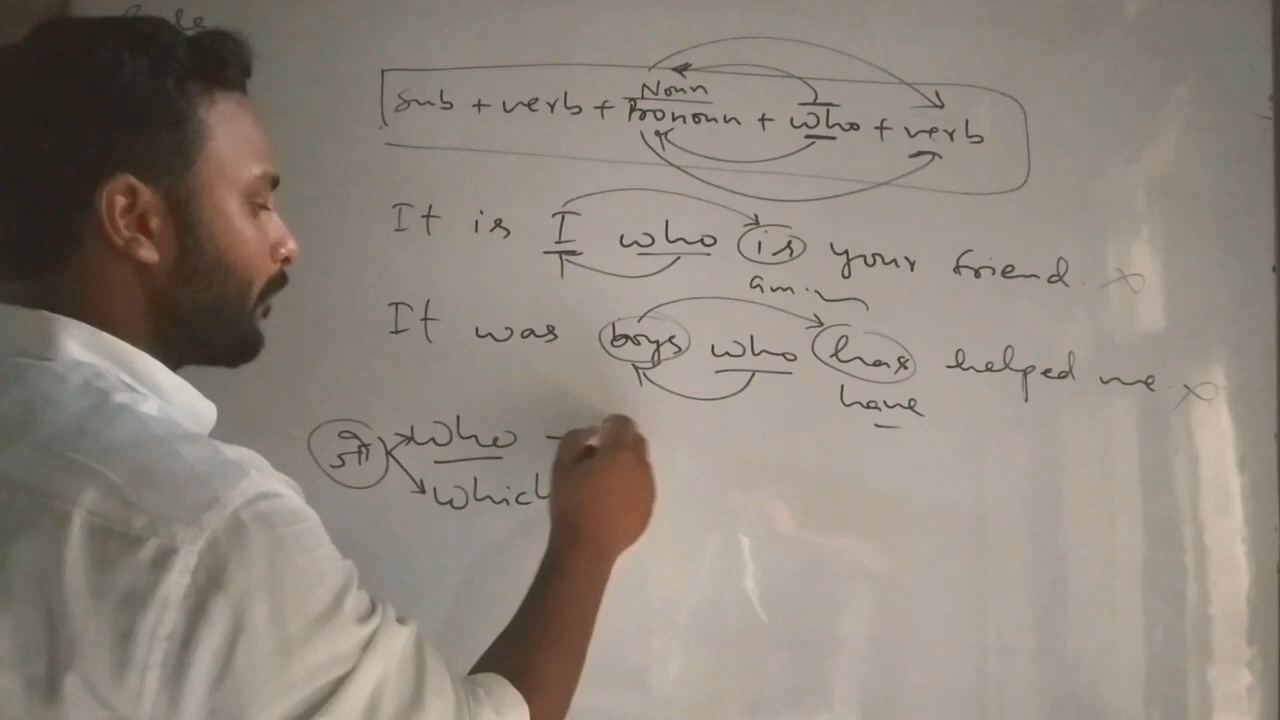 Noun
Sub + verb + Pronoun + who + verb
It is I who is your friend. ×
am.
It was boys who has helped me. ×
have
जो who
which